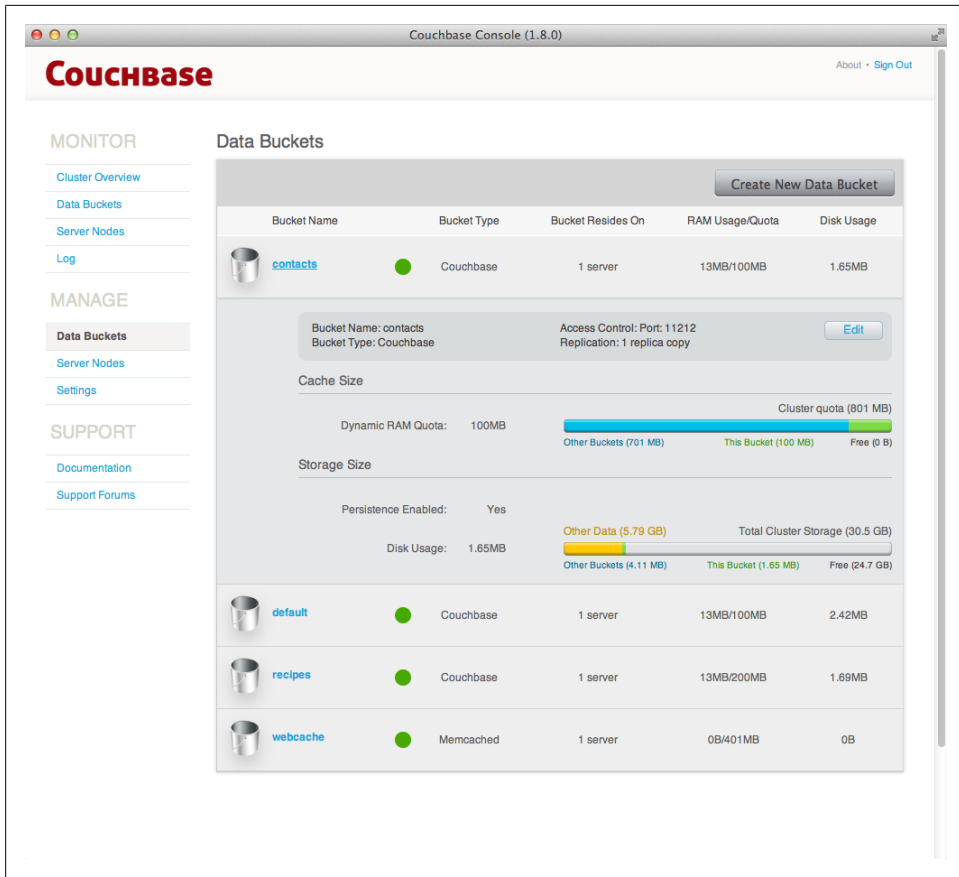 Couchbase Console (1.8.0)
COUCHBASE
About • Sign Out
MONITOR
Cluster Overview
Data Buckets
Server Nodes
Log
MANAGE
Data Buckets
Server Nodes
Settings
SUPPORT
Documentation
Support Forums
Data Buckets
Create New Data Bucket
Bucket Name Bucket Type Bucket Resides On RAM Usage/Quota Disk Usage
contacts Couchbase 1 server 13MB/100MB 1.65MB
Bucket Name: contacts Access Control: Port: 11212 Edit
Bucket Type: Couchbase Replication: 1 replica copy
Cache Size
Cluster quota (801 MB)
Dynamic RAM Quota: 100MB
Other Buckets (701 MB) This Bucket (100 MB) Free (0 B)
Storage Size
Persistence Enabled: Yes
Other Data (5.79 GB) Total Cluster Storage (30.5 GB)
Disk Usage: 1.65MB
Other Buckets (4.11 MB) This Bucket (1.65 MB) Free (24.7 GB)
default Couchbase 1 server 13MB/100MB 2.42MB
recipes Couchbase 1 server 13MB/200MB 1.69MB
webcache Memcached 1 server 0B/401MB 0B